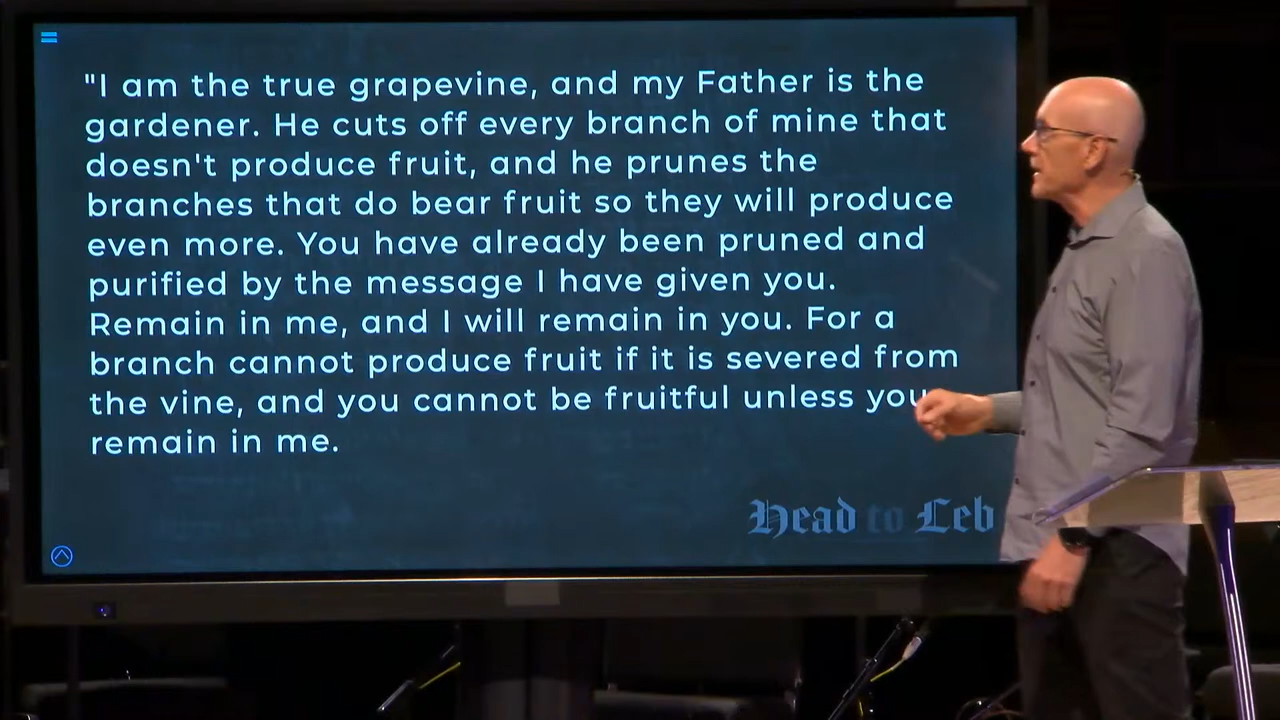 "I am the true grapevine, and my Father is the
gardener. He cuts off every branch of mine that
doesn't produce fruit, and he prunes the
branches that do bear fruit so they will produce
even more. You have already been pruned and
purified by the message I have given you.
Remain in me, and I will remain in you. For a
branch cannot produce fruit if it is severed from
the vine, and you cannot be fruitful unless you
remain in me.
Head to Leb